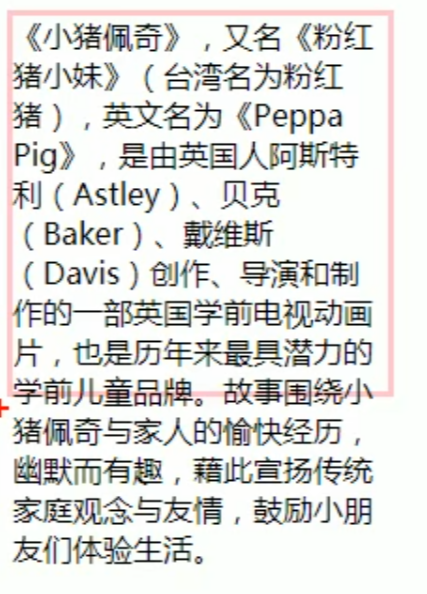 《小猪佩奇》，又名《粉红
猪小妹》（台湾名为粉红
猪），英文名为《Peppa
Pig》，是由英国人阿斯特
利（Astley）、贝克
（Baker）、戴维斯
（Davis）创作、导演和制
作的一部英国学前电视动画
片，也是历年来最具潜力的
学前儿童品牌。故事围绕小
猪佩奇与家人的愉快经历，
幽默而有趣，藉此宣扬传统
家庭观念与友情，鼓励小朋
友们体验生活。